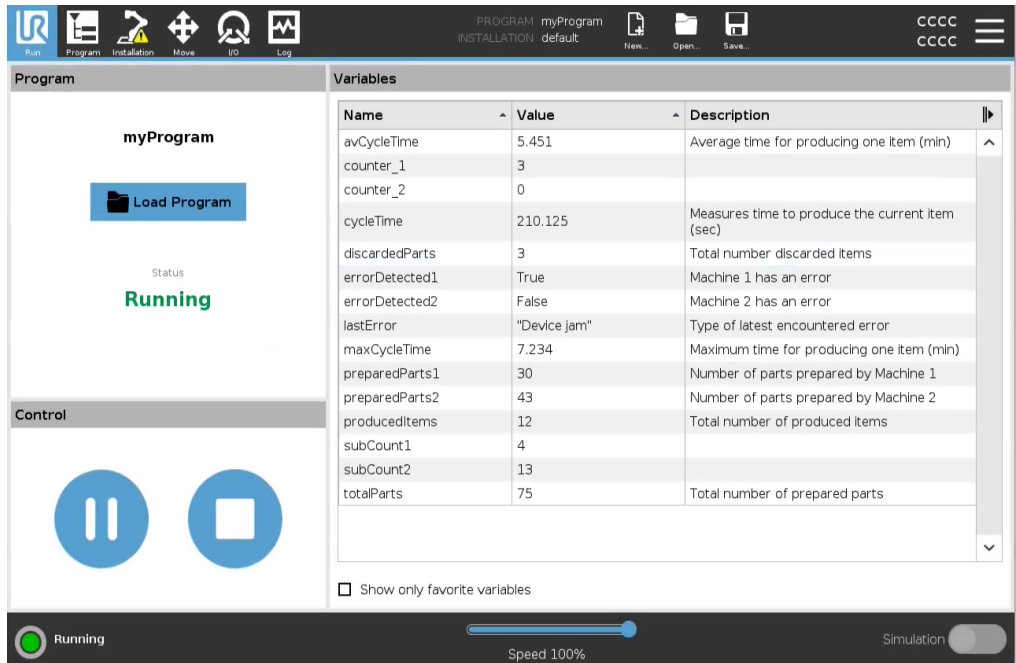 UR
Run
Program
Installation
Move
I/O
Log
PROGRAM myProgram
INSTALLATION default
New...
Open...
Save...
CCCC
CCCC
Program
myProgram
Load Program
Status
Running
Control
Variables
Name Value Description
avCycleTime 5.451 Average time for producing one item (min)
counter_1 3
counter_2 0
cycleTime 210.125 Measures time to produce the current item
(sec)
discardedParts 3 Total number discarded items
errorDetected1 True Machine 1 has an error
errorDetected2 False Machine 2 has an error
lastError "Device jam" Type of latest encountered error
maxCycleTime 7.234 Maximum time for producing one item (min)
preparedParts1 30 Number of parts prepared by Machine 1
preparedParts2 43 Number of parts prepared by Machine 2
producedItems 12 Total number of produced items
subCount1 4
subCount2 13
totalParts 75 Total number of prepared parts
Show only favorite variables
Running
Speed 100%
Simulation